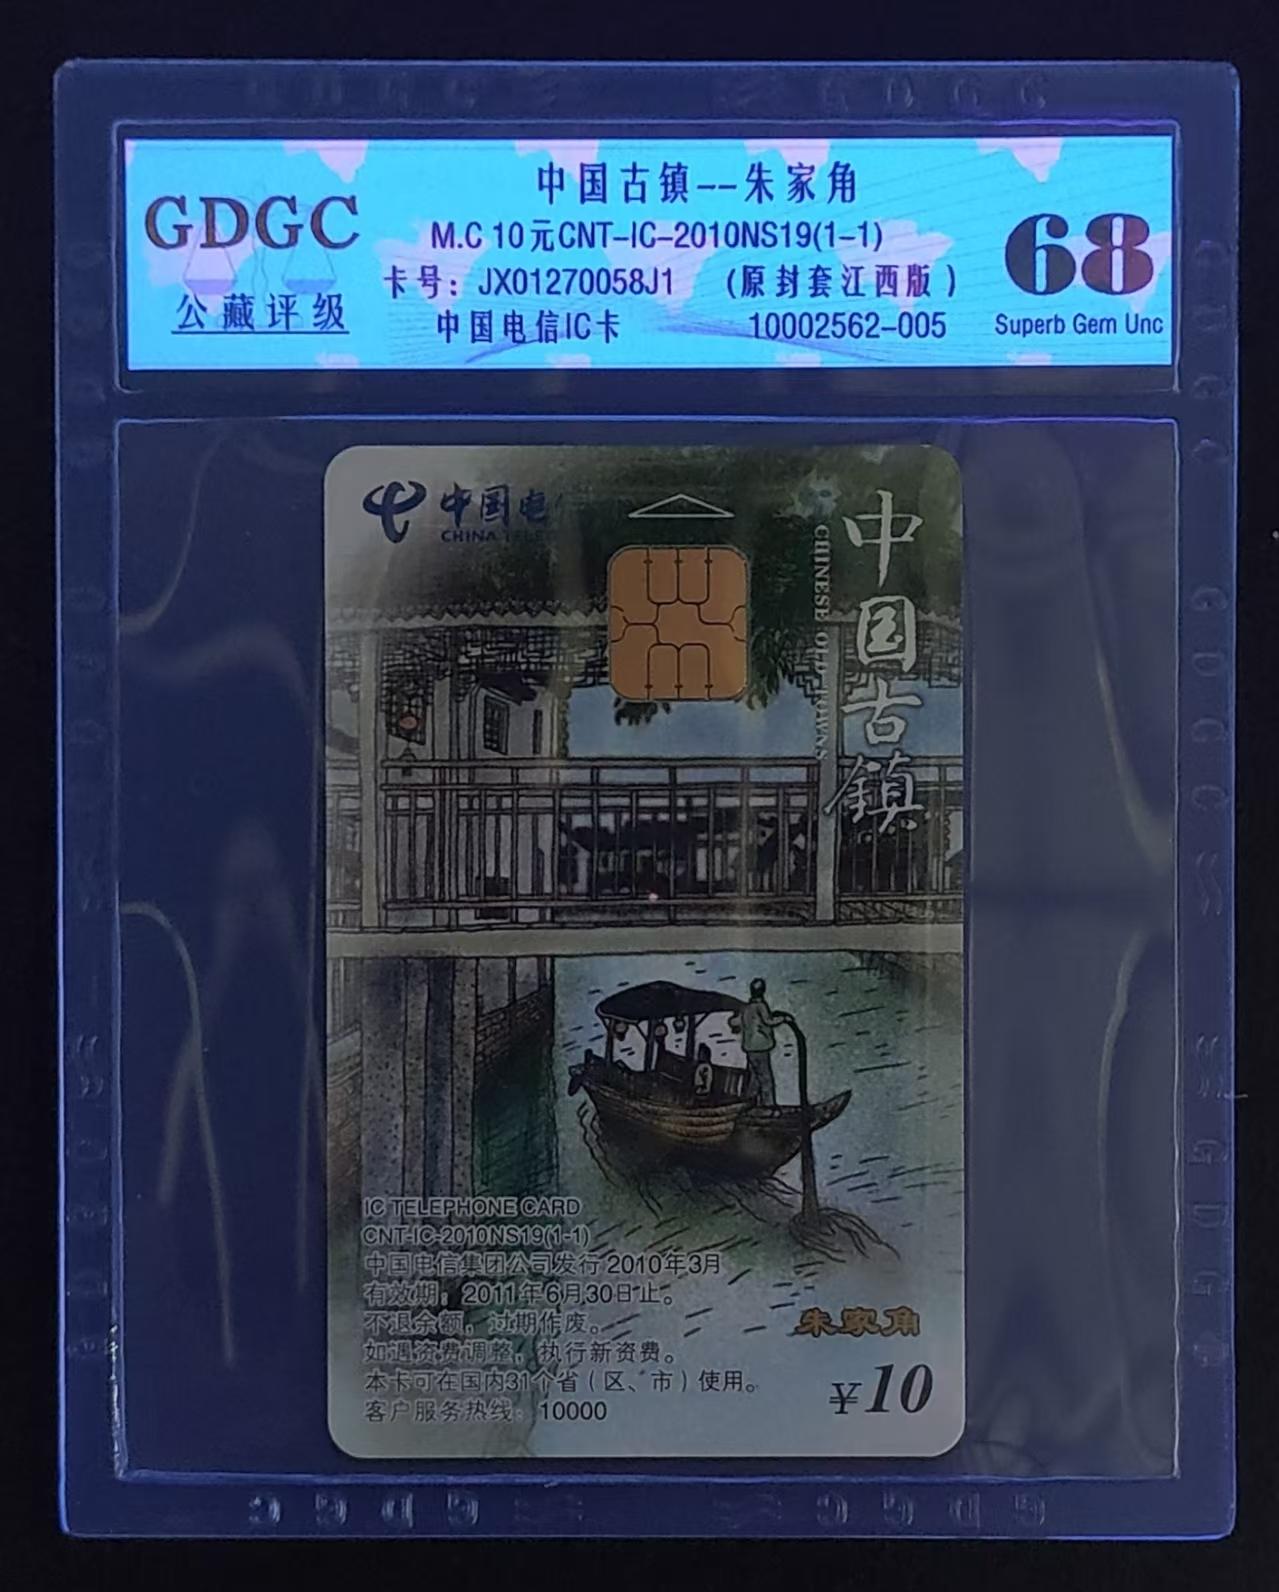 中国古镇--朱家角
GDGC
M.C 10元CNT-IC-2010NS19(1-1)
68
卡号：JX01270058J1 (原封套江西版)
公藏评级
中国电信IC卡 10002562-005
Superb Gem Unc
中国电
CHINA TELE
中国古镇
CHINESE OLD TOWNS
IC TELEPHONE CARD
CNT-IC-2010NS19(1-1)
中国电信集团公司发行 2010年3月
有效期：2011年6月30日止。
不退余额，过期作废。
如遇资费调整，执行新资费。
本卡可在国内31个省（区、市）使用。
客户服务热线：10000
朱家角
¥10